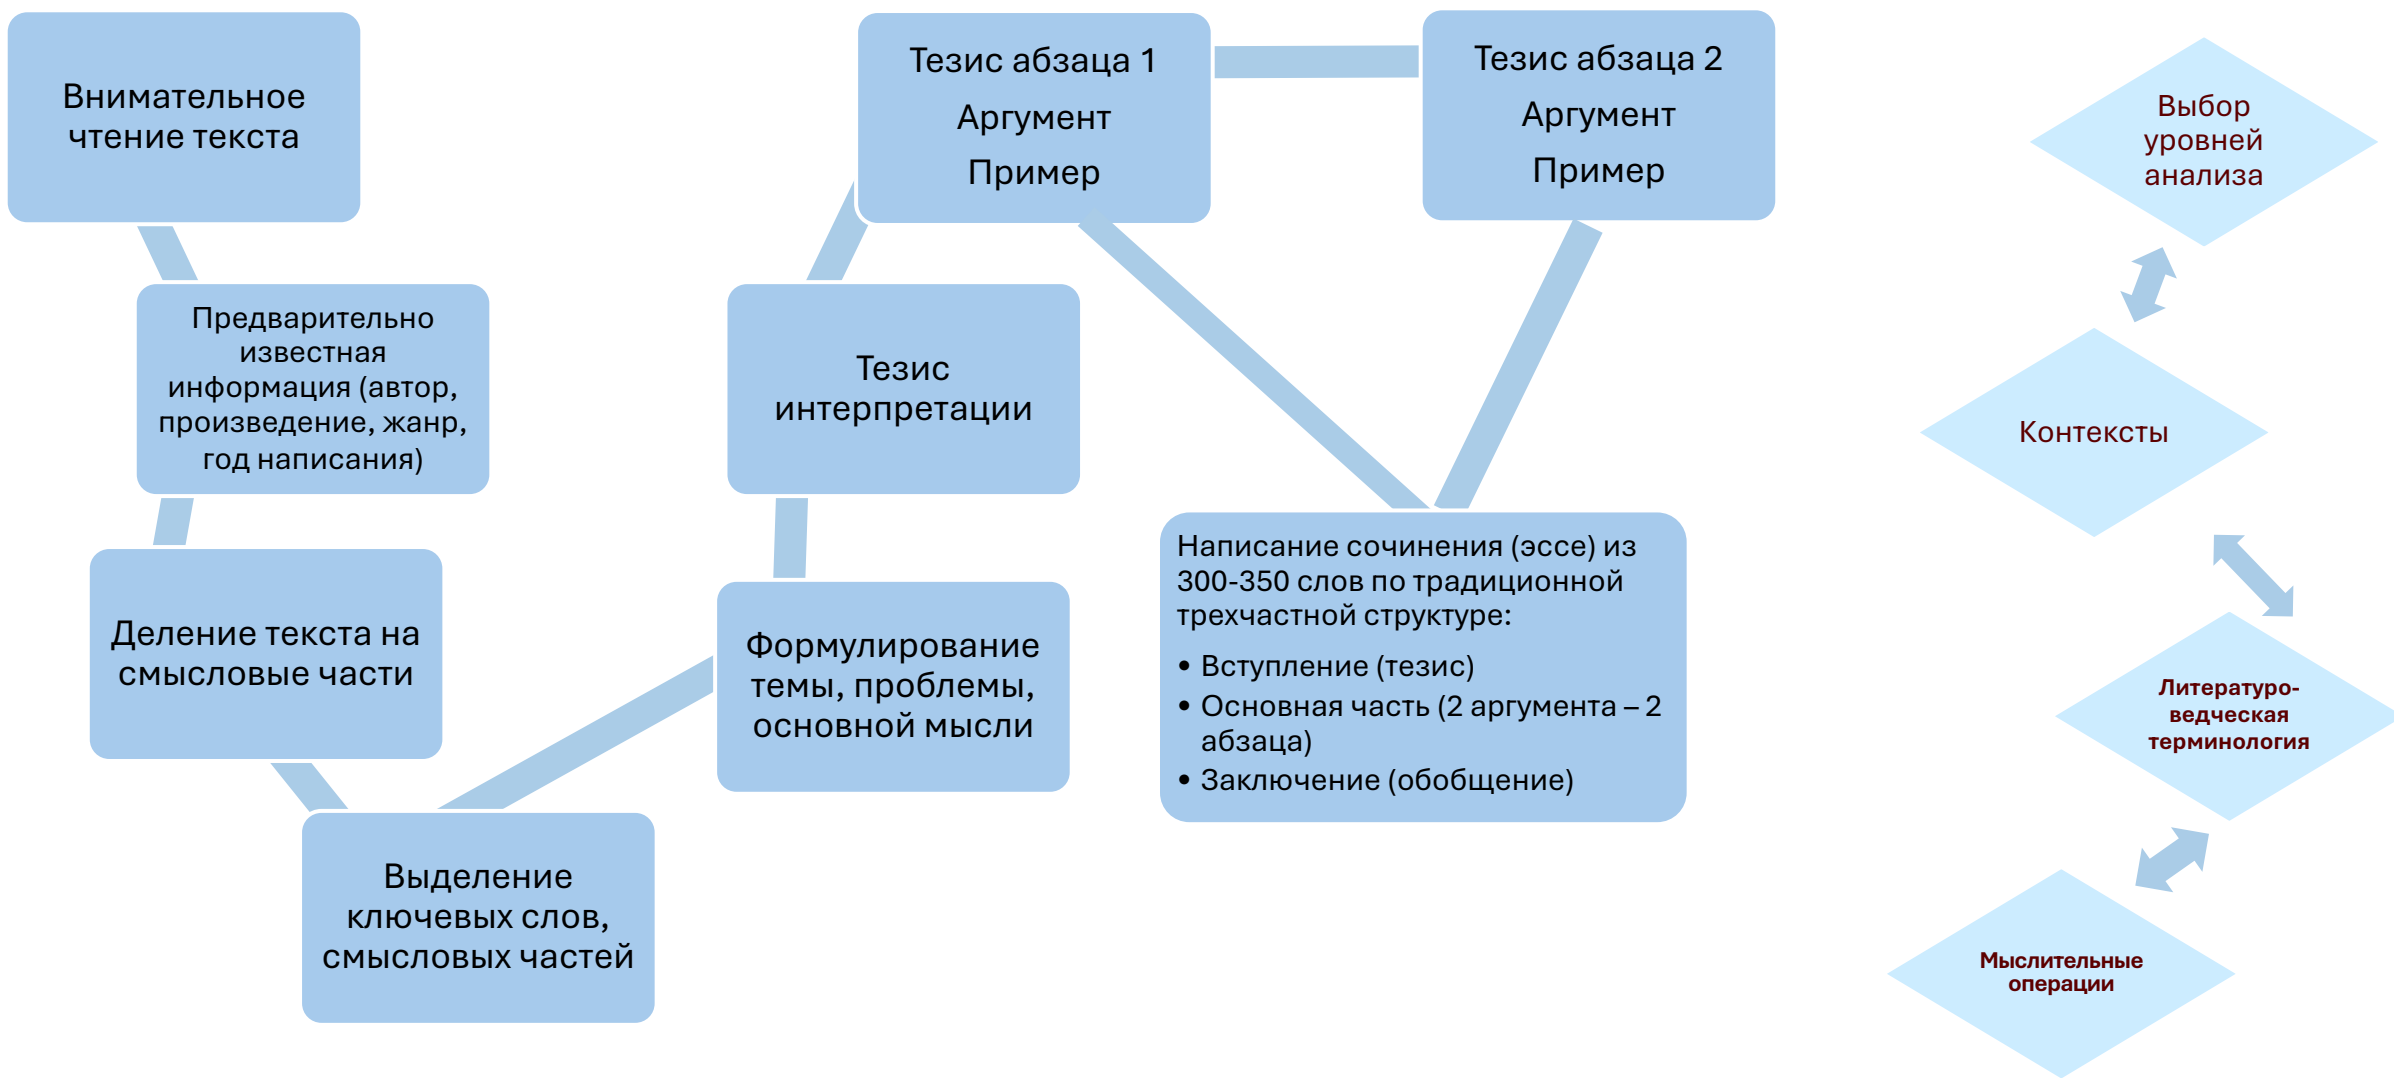 Внимательное
чтение текста
Предварительно
известная
информация (автор,
произведение, жанр,
год написания)
Деление текста на
смысловые части
Выделение
ключевых слов,
смысловых частей
Формулирование
темы, проблемы,
основной мысли
Тезис
интерпретации
Тезис абзаца 1
Аргумент
Пример
Тезис абзаца 2
Аргумент
Пример
Написание сочинения (эссе) из
300-350 слов по традиционной
трехчастной структуре:
• Вступление (тезис)
• Основная часть (2 аргумента – 2
абзаца)
• Заключение (обобщение)
Выбор
уровней
анализа
Контексты
Литературо-
ведческая
терминология
Мыслительные
операции